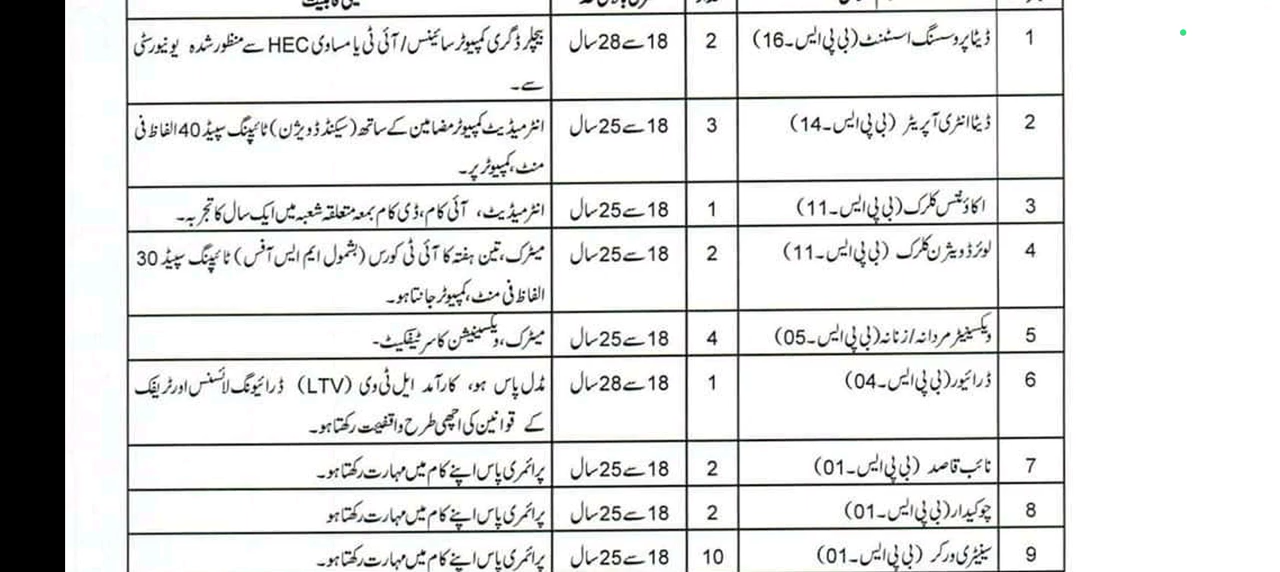 1 ڈیٹا پروسسنگ اسسٹنٹ (بی پی ایس۔16) 2 18 سے 28 سال بیچلر ڈگری کمپیوٹر سائینس/ آئی ٹی یا مساوی HEC سے منظور شدہ یونیورسٹی
سے۔
2 ڈیٹا انٹری آپریٹر (بی پی ایس۔14) 3 18 سے 25 سال انٹرمیڈیٹ کمپیوٹر مضامین کے ساتھ (سیکنڈ ڈویژن) ٹائپنگ سپیڈ 40 الفاظ فی
منٹ، کمپیوٹر پر۔
3 اکاؤنٹس کلرک (بی پی ایس۔11) 1 18 سے 25 سال انٹرمیڈیٹ، آئی کام، ڈی کام بمعہ متعلقہ شعبہ میں ایک سال کا تجربہ۔
4 لوئر ڈویژن کلرک (بی پی ایس۔11) 2 18 سے 25 سال میٹرک، تین ہفتہ کا آئی ٹی کورس (بشمول ایم ایس آفس) ٹائپنگ سپیڈ 30
الفاظ فی منٹ، کمپیوٹر جانتا ہو۔
5 ویکسینیٹر مردانہ/ زنانہ (بی پی ایس۔05) 4 18 سے 25 سال میٹرک، ویکسینیشن کا سرٹیفکیٹ۔
6 ڈرائیور (بی پی ایس۔04) 1 18 سے 28 سال مڈل پاس ہو، کارآمد ایل ٹی وی (LTV) ڈرائیونگ لائسنس اور ٹریفک
کے قوانین کی اچھی طرح واقفیت رکھتا ہو۔
7 نائب قاصد (بی پی ایس۔01) 2 18 سے 25 سال پرائمری پاس اپنے کام میں مہارت رکھتا ہو۔
8 چوکیدار (بی پی ایس۔01) 2 18 سے 25 سال پرائمری پاس اپنے کام میں مہارت رکھتا ہو
9 سینیٹری ورکر (بی پی ایس۔01) 10 18 سے 25 سال پرائمری پاس اپنے کام میں مہارت رکھتا ہو۔